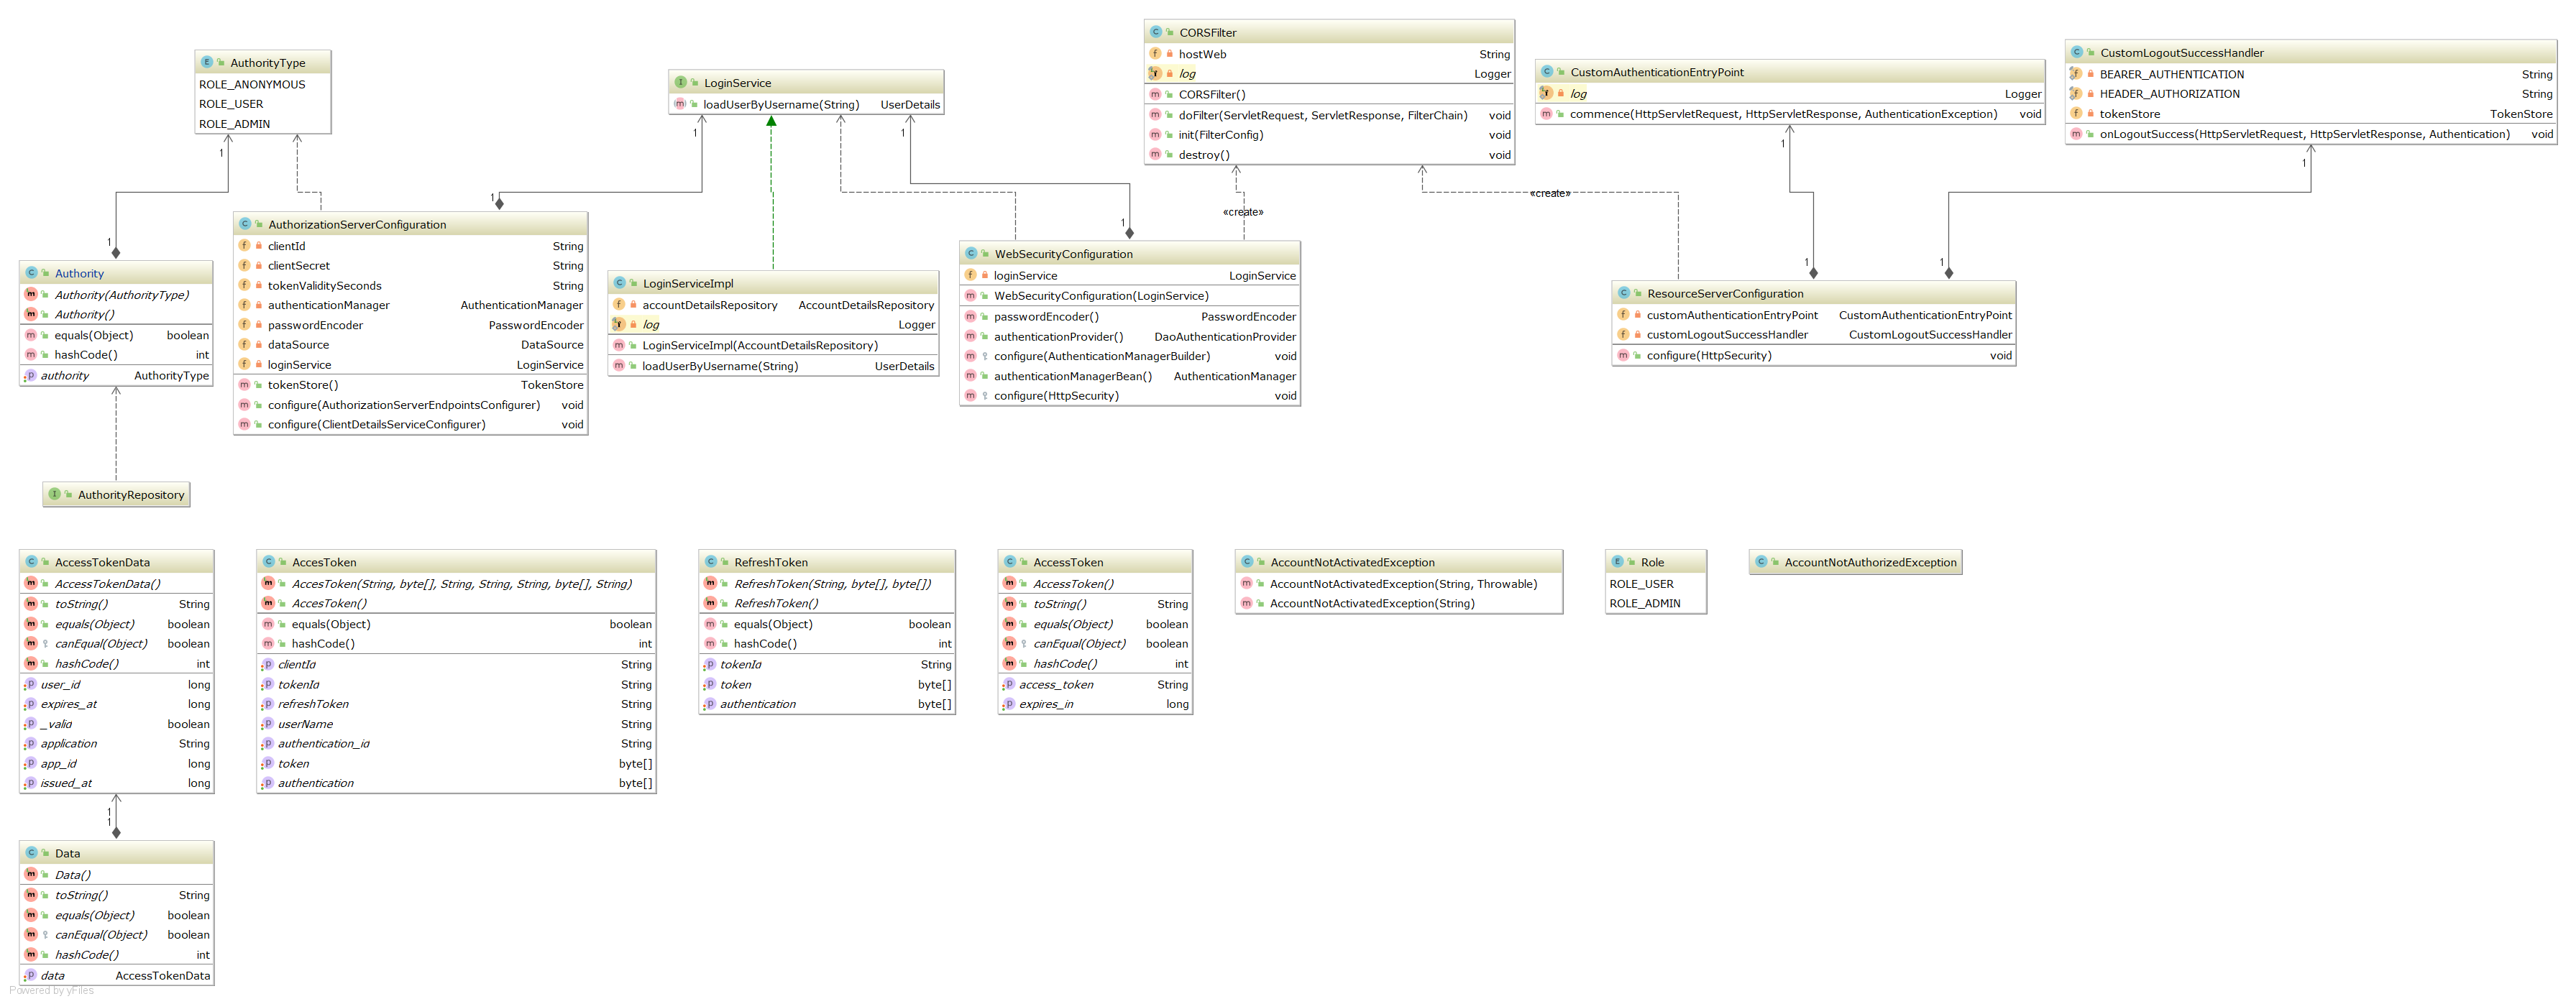 AuthorityType
ROLE_ANONYMOUS
ROLE_USER
ROLE_ADMIN
1
1
Authority
Authority(AuthorityType)
Authority()
equals(Object) boolean
hashCode() int
authority AuthorityType
AuthorityRepository
AuthorizationServerConfiguration
clientId String
clientSecret String
tokenValiditySeconds String
authenticationManager AuthenticationManager
passwordEncoder PasswordEncoder
dataSource DataSource
loginService LoginService
tokenStore() TokenStore
configure(AuthorizationServerEndpointsConfigurer) void
configure(ClientDetailsServiceConfigurer) void
1
1
LoginService
loadUserByUsername(String) UserDetails
1
1
LoginServiceImpl
accountDetailsRepository AccountDetailsRepository
log Logger
LoginServiceImpl(AccountDetailsRepository)
loadUserByUsername(String) UserDetails
WebSecurityConfiguration
loginService LoginService
WebSecurityConfiguration(LoginService)
passwordEncoder() PasswordEncoder
authenticationProvider() DaoAuthenticationProvider
configure(AuthenticationManagerBuilder) void
authenticationManagerBean() AuthenticationManager
configure(HttpSecurity) void
CORSFilter
hostWeb String
log Logger
CORSFilter()
doFilter(ServletRequest, ServletResponse, FilterChain) void
init(FilterConfig) void
destroy() void
«create»
«create»
CustomAuthenticationEntryPoint
log Logger
commence(HttpServletRequest, HttpServletResponse, AuthenticationException) void
1
1
CustomLogoutSuccessHandler
BEARER_AUTHENTICATION String
HEADER_AUTHORIZATION String
tokenStore TokenStore
onLogoutSuccess(HttpServletRequest, HttpServletResponse, Authentication) void
1
1
ResourceServerConfiguration
customAuthenticationEntryPoint CustomAuthenticationEntryPoint
customLogoutSuccessHandler CustomLogoutSuccessHandler
configure(HttpSecurity) void
AccessTokenData
AccessTokenData()
toString() String
equals(Object) boolean
canEqual(Object) boolean
hashCode() int
user_id long
expires_at long
_valid boolean
application String
app_id long
issued_at long
1
1
Data
Data()
toString() String
equals(Object) boolean
canEqual(Object) boolean
hashCode() int
data AccessTokenData
AccesToken
AccesToken(String, byte[], String, String, String, byte[], String)
AccesToken()
equals(Object) boolean
hashCode() int
clientId String
tokenId String
refreshToken String
userName String
authentication_id String
token byte[]
authentication byte[]
RefreshToken
RefreshToken(String, byte[], byte[])
RefreshToken()
equals(Object) boolean
hashCode() int
tokenId String
token byte[]
authentication byte[]
AccessToken
AccessToken()
toString() String
equals(Object) boolean
canEqual(Object) boolean
hashCode() int
access_token String
expires_in long
AccountNotActivatedException
AccountNotActivatedException(String, Throwable)
AccountNotActivatedException(String)
Role
ROLE_USER
ROLE_ADMIN
AccountNotAuthorizedException
Powered by yFiles